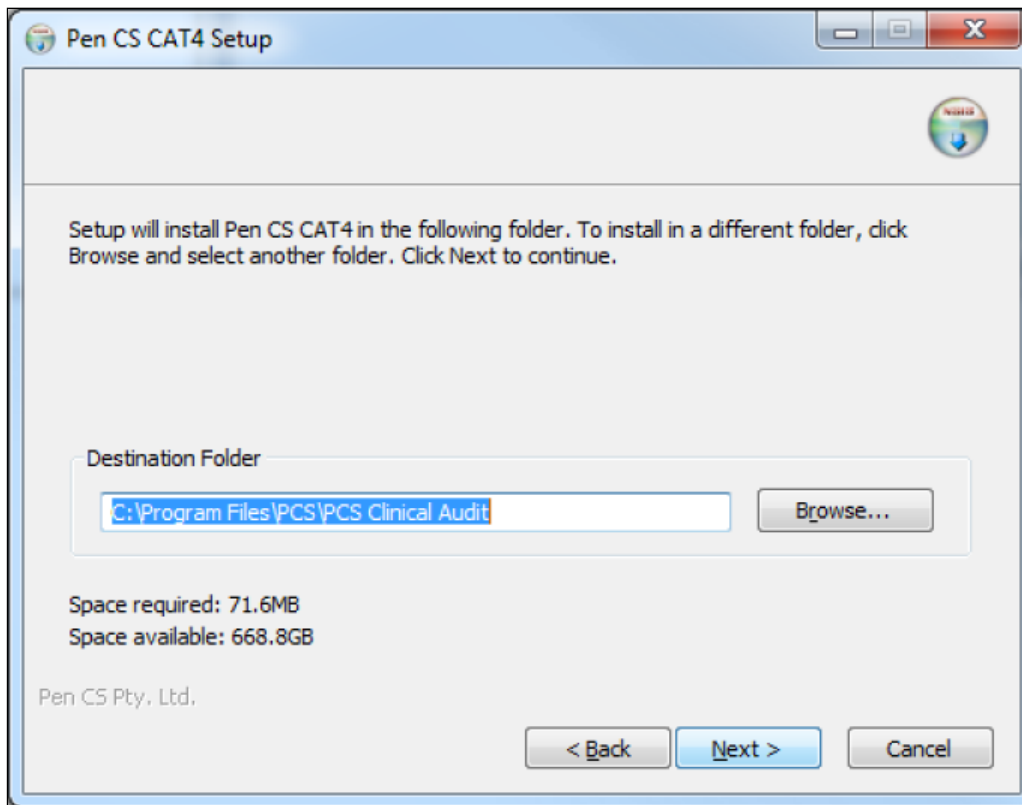 Pen CS CAT4 Setup
Setup will install Pen CS CAT4 in the following folder. To install in a different folder, click
Browse and select another folder. Click Next to continue.
Destination Folder
C:\Program Files\PCS\PCS Clinical Audit
Browse...
Space required: 71.6MB
Space available: 668.8GB
Pen CS Pty. Ltd.
< Back
Next >
Cancel